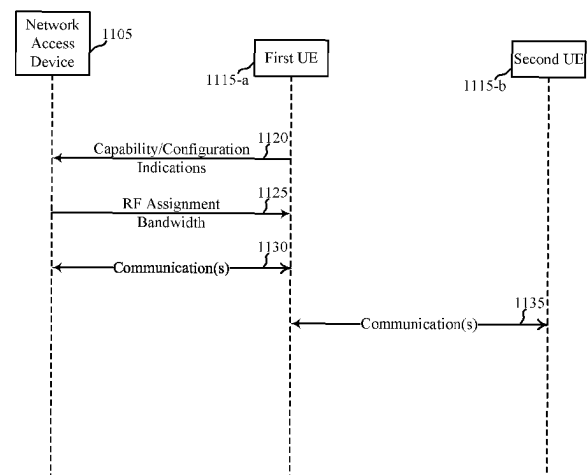 Network
Access
Device
1105
First UE
1115-a
Second UE
1115-b
1120
Capability/Configuration
Indications
1125
RF Assignment
Bandwidth
1130
Communication(s)
1135
Communication(s)